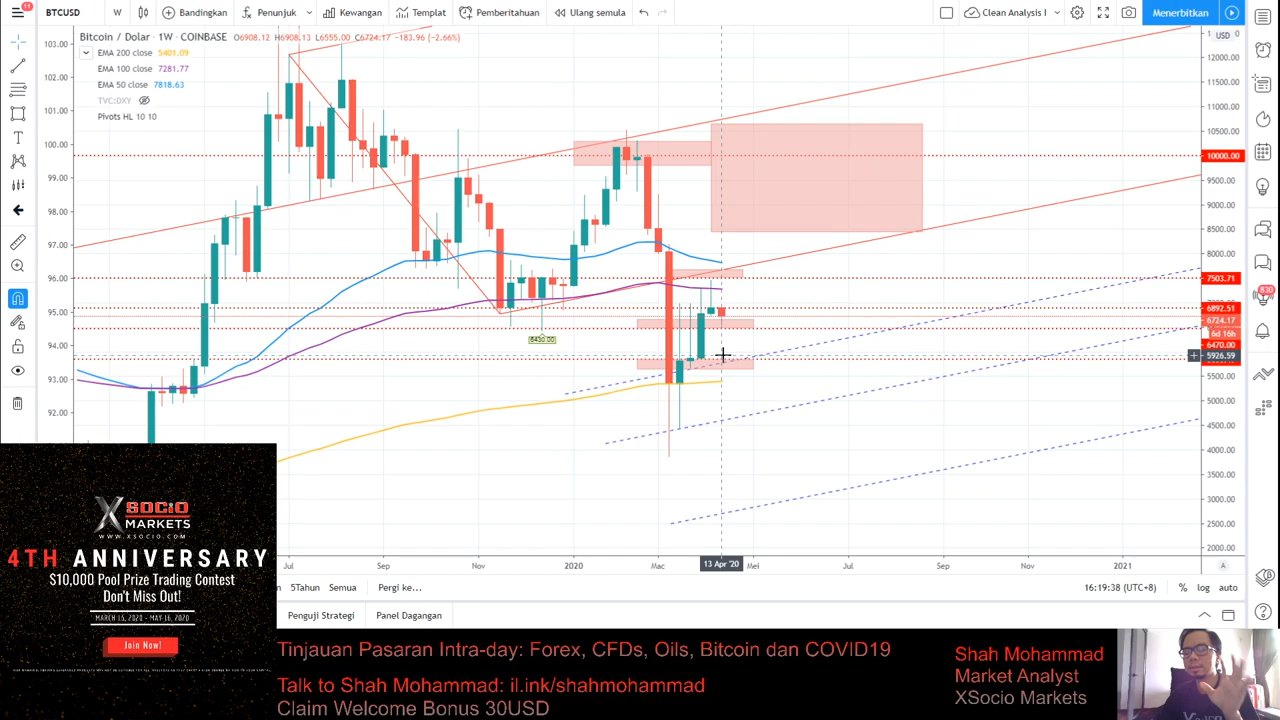 11
BTCUSD
W
Bandingkan
Penunjuk
Kewangan
Templat
Pemberitahuan
Ulang semula
Clean Analysis I
Menerbitkan
Bitcoin / Dolar · 1W · COINBASE O6908.12 H6908.13 L6555.00 C6724.17 -183.96 (-2.66%)
EMA 200 close 5401.09
EMA 100 close 7281.77
EMA 50 close 7818.63
TVC:DXY
Pivots HL 10 10
103.00
102.00
101.00
100.00
99.00
98.00
97.00
96.00
95.00
94.00
93.00
92.00
USD
12000.00
11000.00
10500.00
10000.00
9500.00
9000.00
8500.00
8000.00
7503.71
6892.51
6724.17
6d 16h
6470.00
5926.59
5500.00
5000.00
4500.00
4000.00
3500.00
3000.00
2500.00
2000.00
830
6430.00
Jul
Sep
Nov
2020
Mac
13 Apr '20
Mei
Jul
Sep
Nov
2021
A
5Tahun
Semua
Pergi ke...
16:19:38 (UTC+8)
%
log
auto
Penguji Strategi
Panel Dagangan
XSOCIO
MARKETS
WWW.XSOCIO.COM
4TH ANNIVERSARY
$10,000 Pool Prize Trading Contest
Don't Miss Out!
MARCH 15, 2020 - MAY 16, 2020
Join Now!
Tinjauan Pasaran Intra-day: Forex, CFDs, Oils, Bitcoin dan COVID19
Talk to Shah Mohammad: il.ink/shahmohammad
Claim Welcome Bonus 30USD
Shah Mohammad
Market Analyst
XSocio Markets